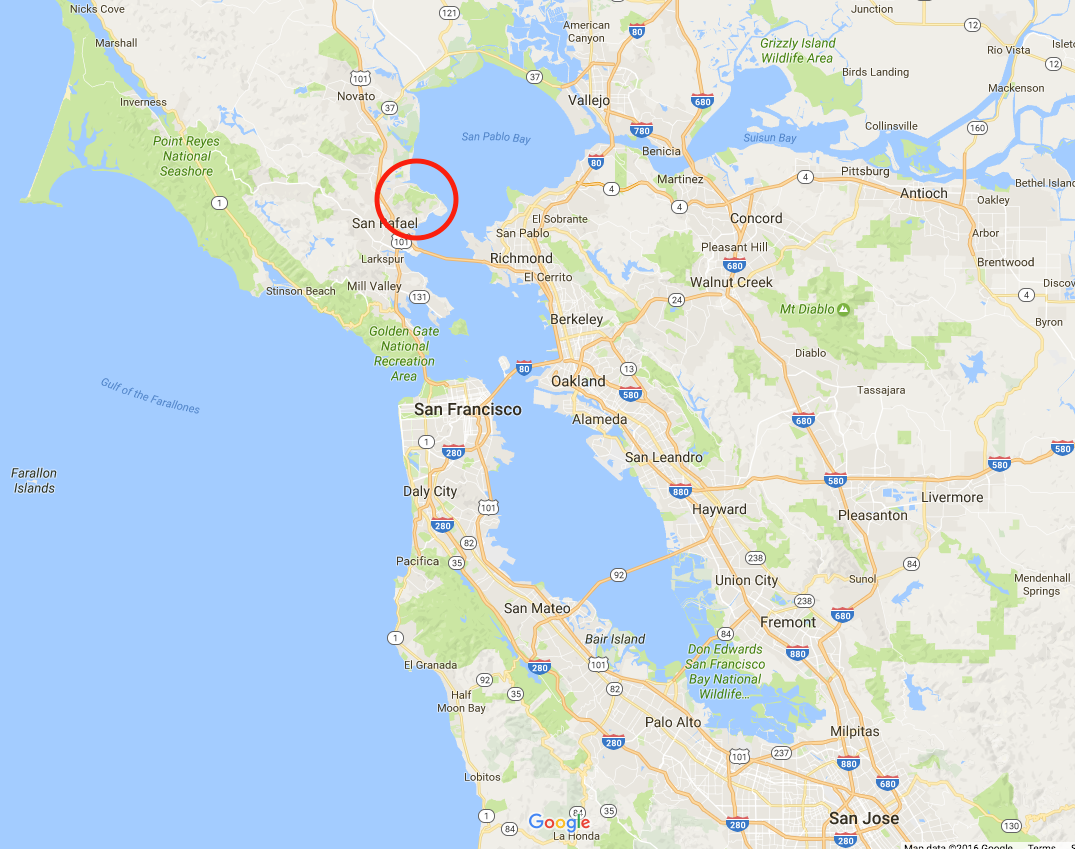 Nicks Cove
121
American
Canyon
80
Junction
12
Marshall
Grizzly Island
Wildlife Area
Rio Vista
12
101
37
Birds Landing
Mackenson
Novato
37
Vallejo
680
Inverness
780
Collinsville
160
San Pablo Bay
Suisun Bay
Point Reyes
National
Seashore
Benicia
80
Martinez
4
Pittsburg
Bethel Island
4
4
Antioch
Oakley
1
San Rafael
El Sobrante
Concord
101
San Pablo
Arbor
Larkspur
Richmond
Pleasant Hill
680
Brentwood
El Cerrito
Walnut Creek
Stinson Beach
Mill Valley
131
24
4
Mt Diablo
Byron
Berkeley
Golden Gate
National
Recreation
Area
Diablo
80
13
Oakland
580
Tassajara
Gulf of the Farallones
San Francisco
Alameda
680
1
280
San Leandro
580
580
Farallon
Islands
Daly City
880
580
Livermore
101
Hayward
Pleasanton
280
82
Pacifica
35
238
84
92
Union City
Sunol
Mendenhall
Springs
San Mateo
238
680
Fremont
1
Bair Island
84
880
El Granada
280
101
Don Edwards
San Francisco
Bay National
Wildlife...
92
35
82
Half
Moon Bay
Palo Alto
Milpitas
280
101
237
880
Lobitos
680
1
84
35
Google
84
La Honda
280
San Jose
130
280
Map data ©2016 Google
Terms